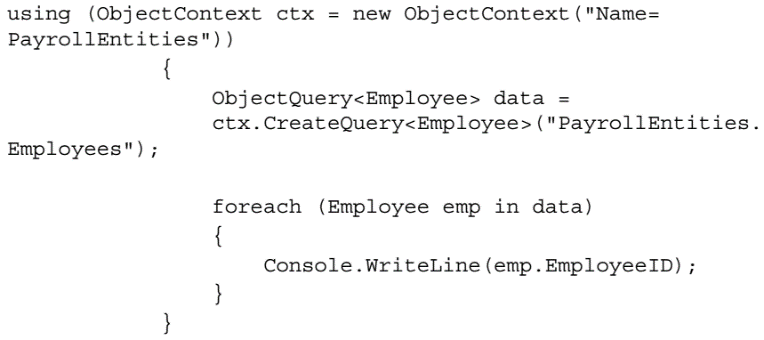 using (ObjectContext ctx = new ObjectContext("Name=
PayrollEntities"))
{
ObjectQuery<Employee> data =
ctx.CreateQuery<Employee>("PayrollEntities.
Employees");
foreach (Employee emp in data)
{
Console.WriteLine(emp.EmployeeID);
}
}